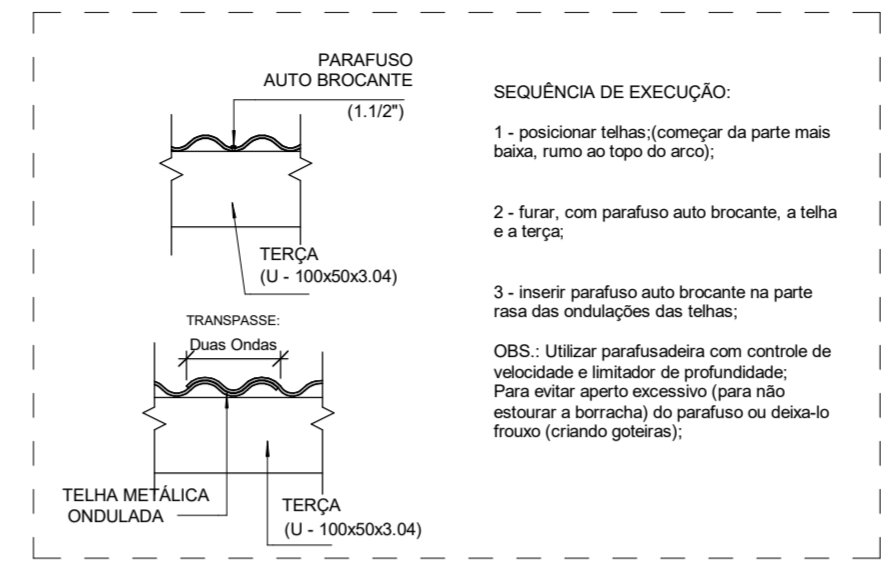 PARAFUSO
AUTO BROCANTE
(1.1/2")
TERÇA
(U - 100x50x3.04)
TRANSPASSE:
Duas Ondas
TELHA METÁLICA
ONDULADA
TERÇA
(U - 100x50x3.04)
SEQUÊNCIA DE EXECUÇÃO:
1 - posicionar telhas;(começar da parte mais
baixa, rumo ao topo do arco);
2 - furar, com parafuso auto brocante, a telha
e a terça;
3 - inserir parafuso auto brocante na parte
rasa das ondulações das telhas;
OBS.: Utilizar parafusadeira com controle de
velocidade e limitador de profundidade;
Para evitar aperto excessivo (para não
estourar a borracha) do parafuso ou deixa-lo
frouxo (criando goteiras);